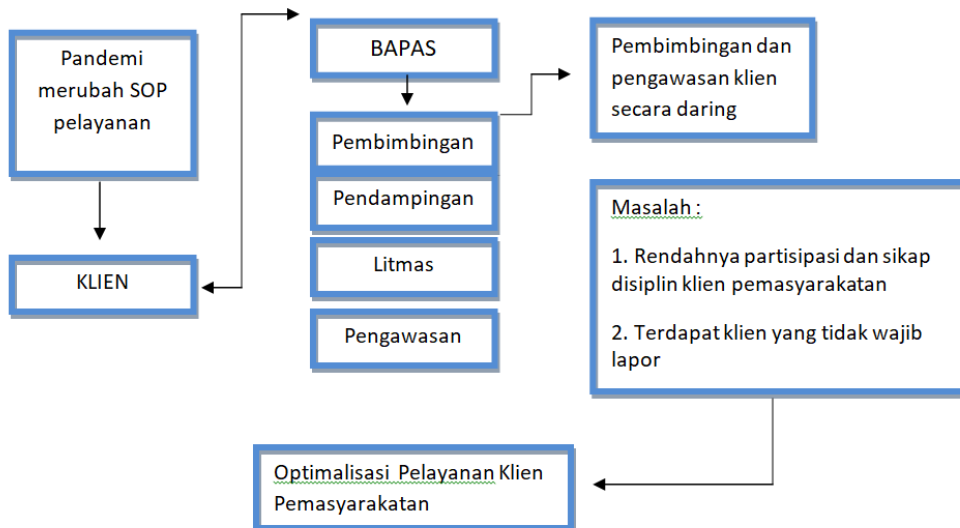 Pandemi
merubah SOP
pelayanan
KLIEN
BAPAS
Pembimbingan
Pendampingan
Litmas
Pengawasan
Pembimbingan dan
pengawasan klien
secara daring
Masalah :
1. Rendahnya partisipasi dan sikap
disiplin klien pemasyarakatan
2. Terdapat klien yang tidak wajib
lapor
Optimalisasi Pelayanan Klien
Pemasyarakatan